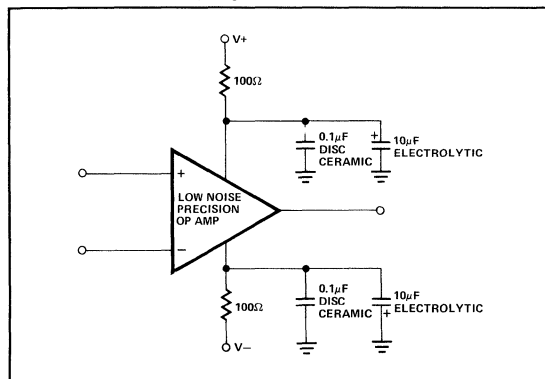 V+
100Ω
0.1μF
DISC
CERAMIC
+
10μF
ELECTROLYTIC
+
LOW NOISE
PRECISION
OP AMP
−
0.1μF
DISC
CERAMIC
10μF
ELECTROLYTIC
+
100Ω
V−